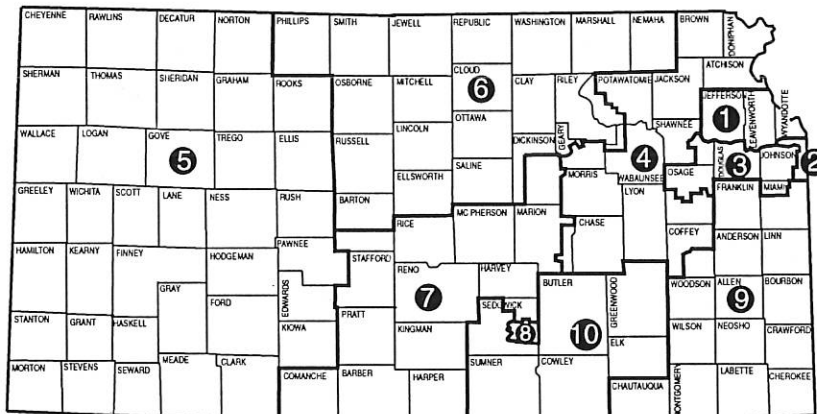 CHEYENNE
RAWLINS
DECATUR
NORTON
PHILLIPS
SMITH
JEWELL
REPUBLIC
WASHINGTON
MARSHALL
NEMAHA
BROWN
DONIPHAN
SHERMAN
THOMAS
SHERIDAN
GRAHAM
ROOKS
OSBORNE
MITCHELL
CLOUD
6
CLAY
RILEY
POTAWATOMIE
JACKSON
ATCHISON
JEFFERSON
1
LEAVENWORTH
WYANDOTTE
WALLACE
LOGAN
GOVE
5
TREGO
ELLIS
RUSSELL
LINCOLN
OTTAWA
DICKINSON
GEARY
SHAWNEE
4
WABAUNSEE
DOUGLAS
3
JOHNSON
2
GREELEY
WICHITA
SCOTT
LANE
NESS
RUSH
BARTON
ELLSWORTH
SALINE
MORRIS
LYON
OSAGE
FRANKLIN
MIAMI
HAMILTON
KEARNY
FINNEY
HODGEMAN
PAWNEE
STAFFORD
RICE
MC PHERSON
MARION
CHASE
COFFEY
ANDERSON
LINN
GRAY
FORD
EDWARDS
RENO
7
HARVEY
SEDGWICK
8
BUTLER
10
GREENWOOD
WOODSON
ALLEN
9
BOURBON
STANTON
GRANT
HASKELL
KIOWA
PRATT
KINGMAN
ELK
WILSON
NEOSHO
CRAWFORD
MORTON
STEVENS
SEWARD
MEADE
CLARK
COMANCHE
BARBER
HARPER
SUMNER
COWLEY
CHAUTAUQUA
MONTGOMERY
LABETTE
CHEROKEE